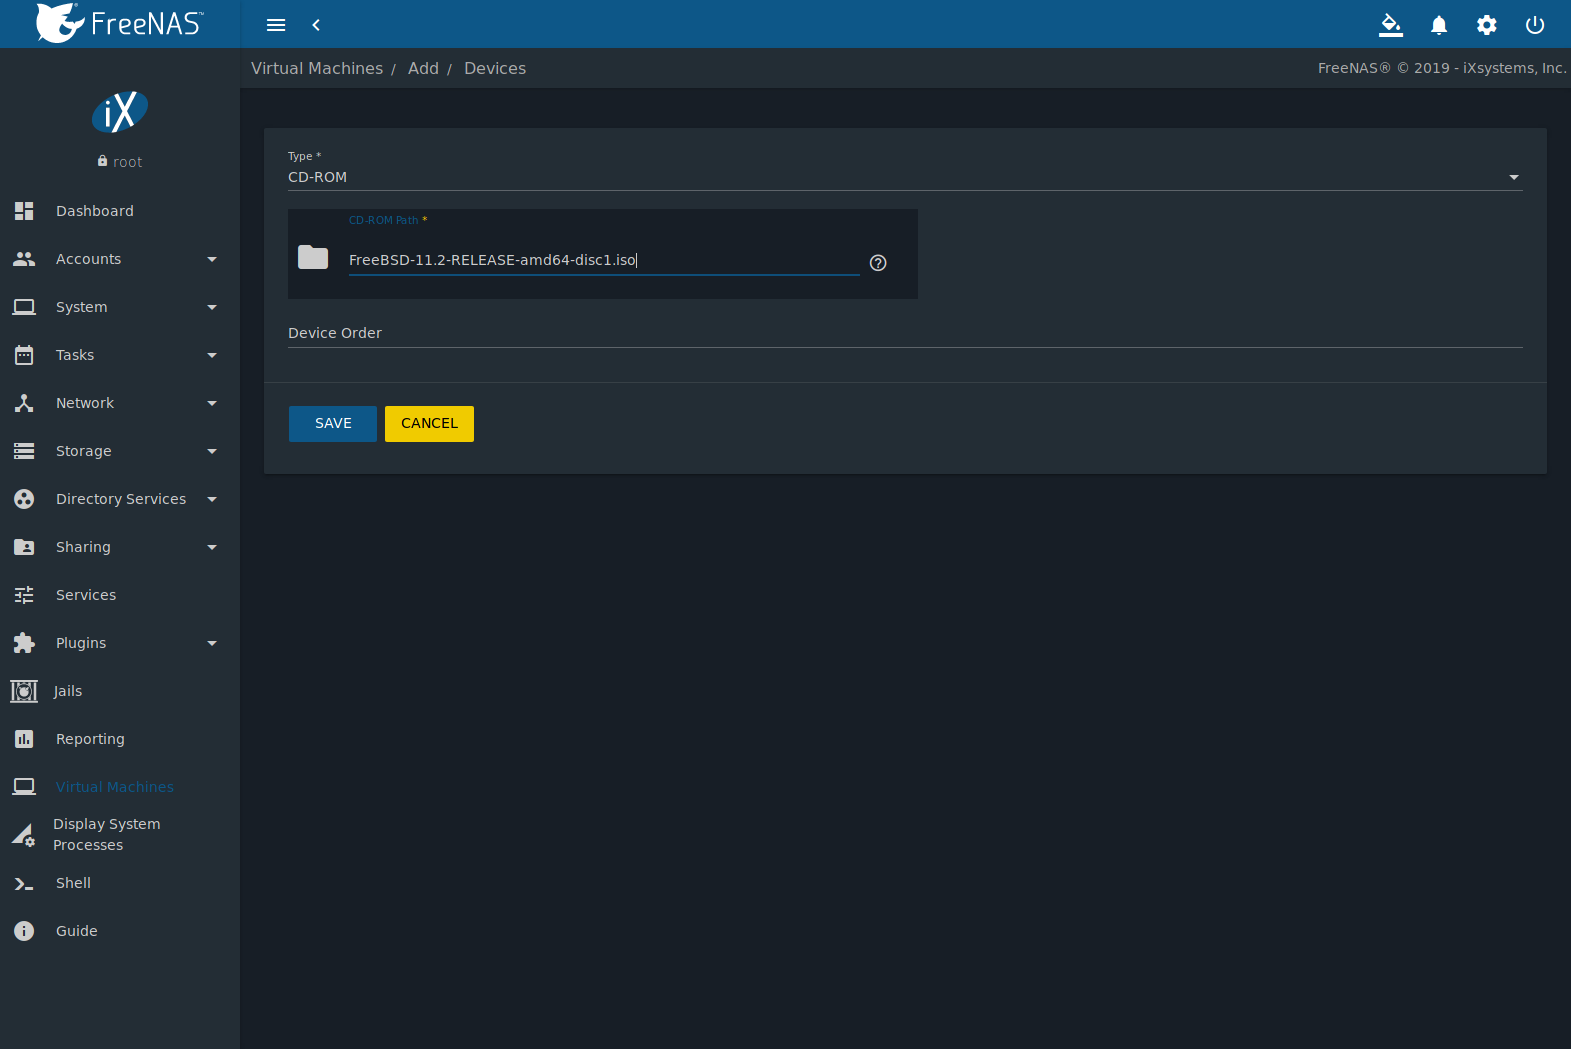 FreeNAS™
Virtual Machines / Add / Devices
FreeNAS® © 2019 - iXsystems, Inc.
iX
root
Dashboard
Accounts
System
Tasks
Network
Storage
Directory Services
Sharing
Services
Plugins
Jails
Reporting
Virtual Machines
Display System
Processes
Shell
Guide
Type *
CD-ROM
CD-ROM Path *
FreeBSD-11.2-RELEASE-amd64-disc1.iso
Device Order
SAVE CANCEL